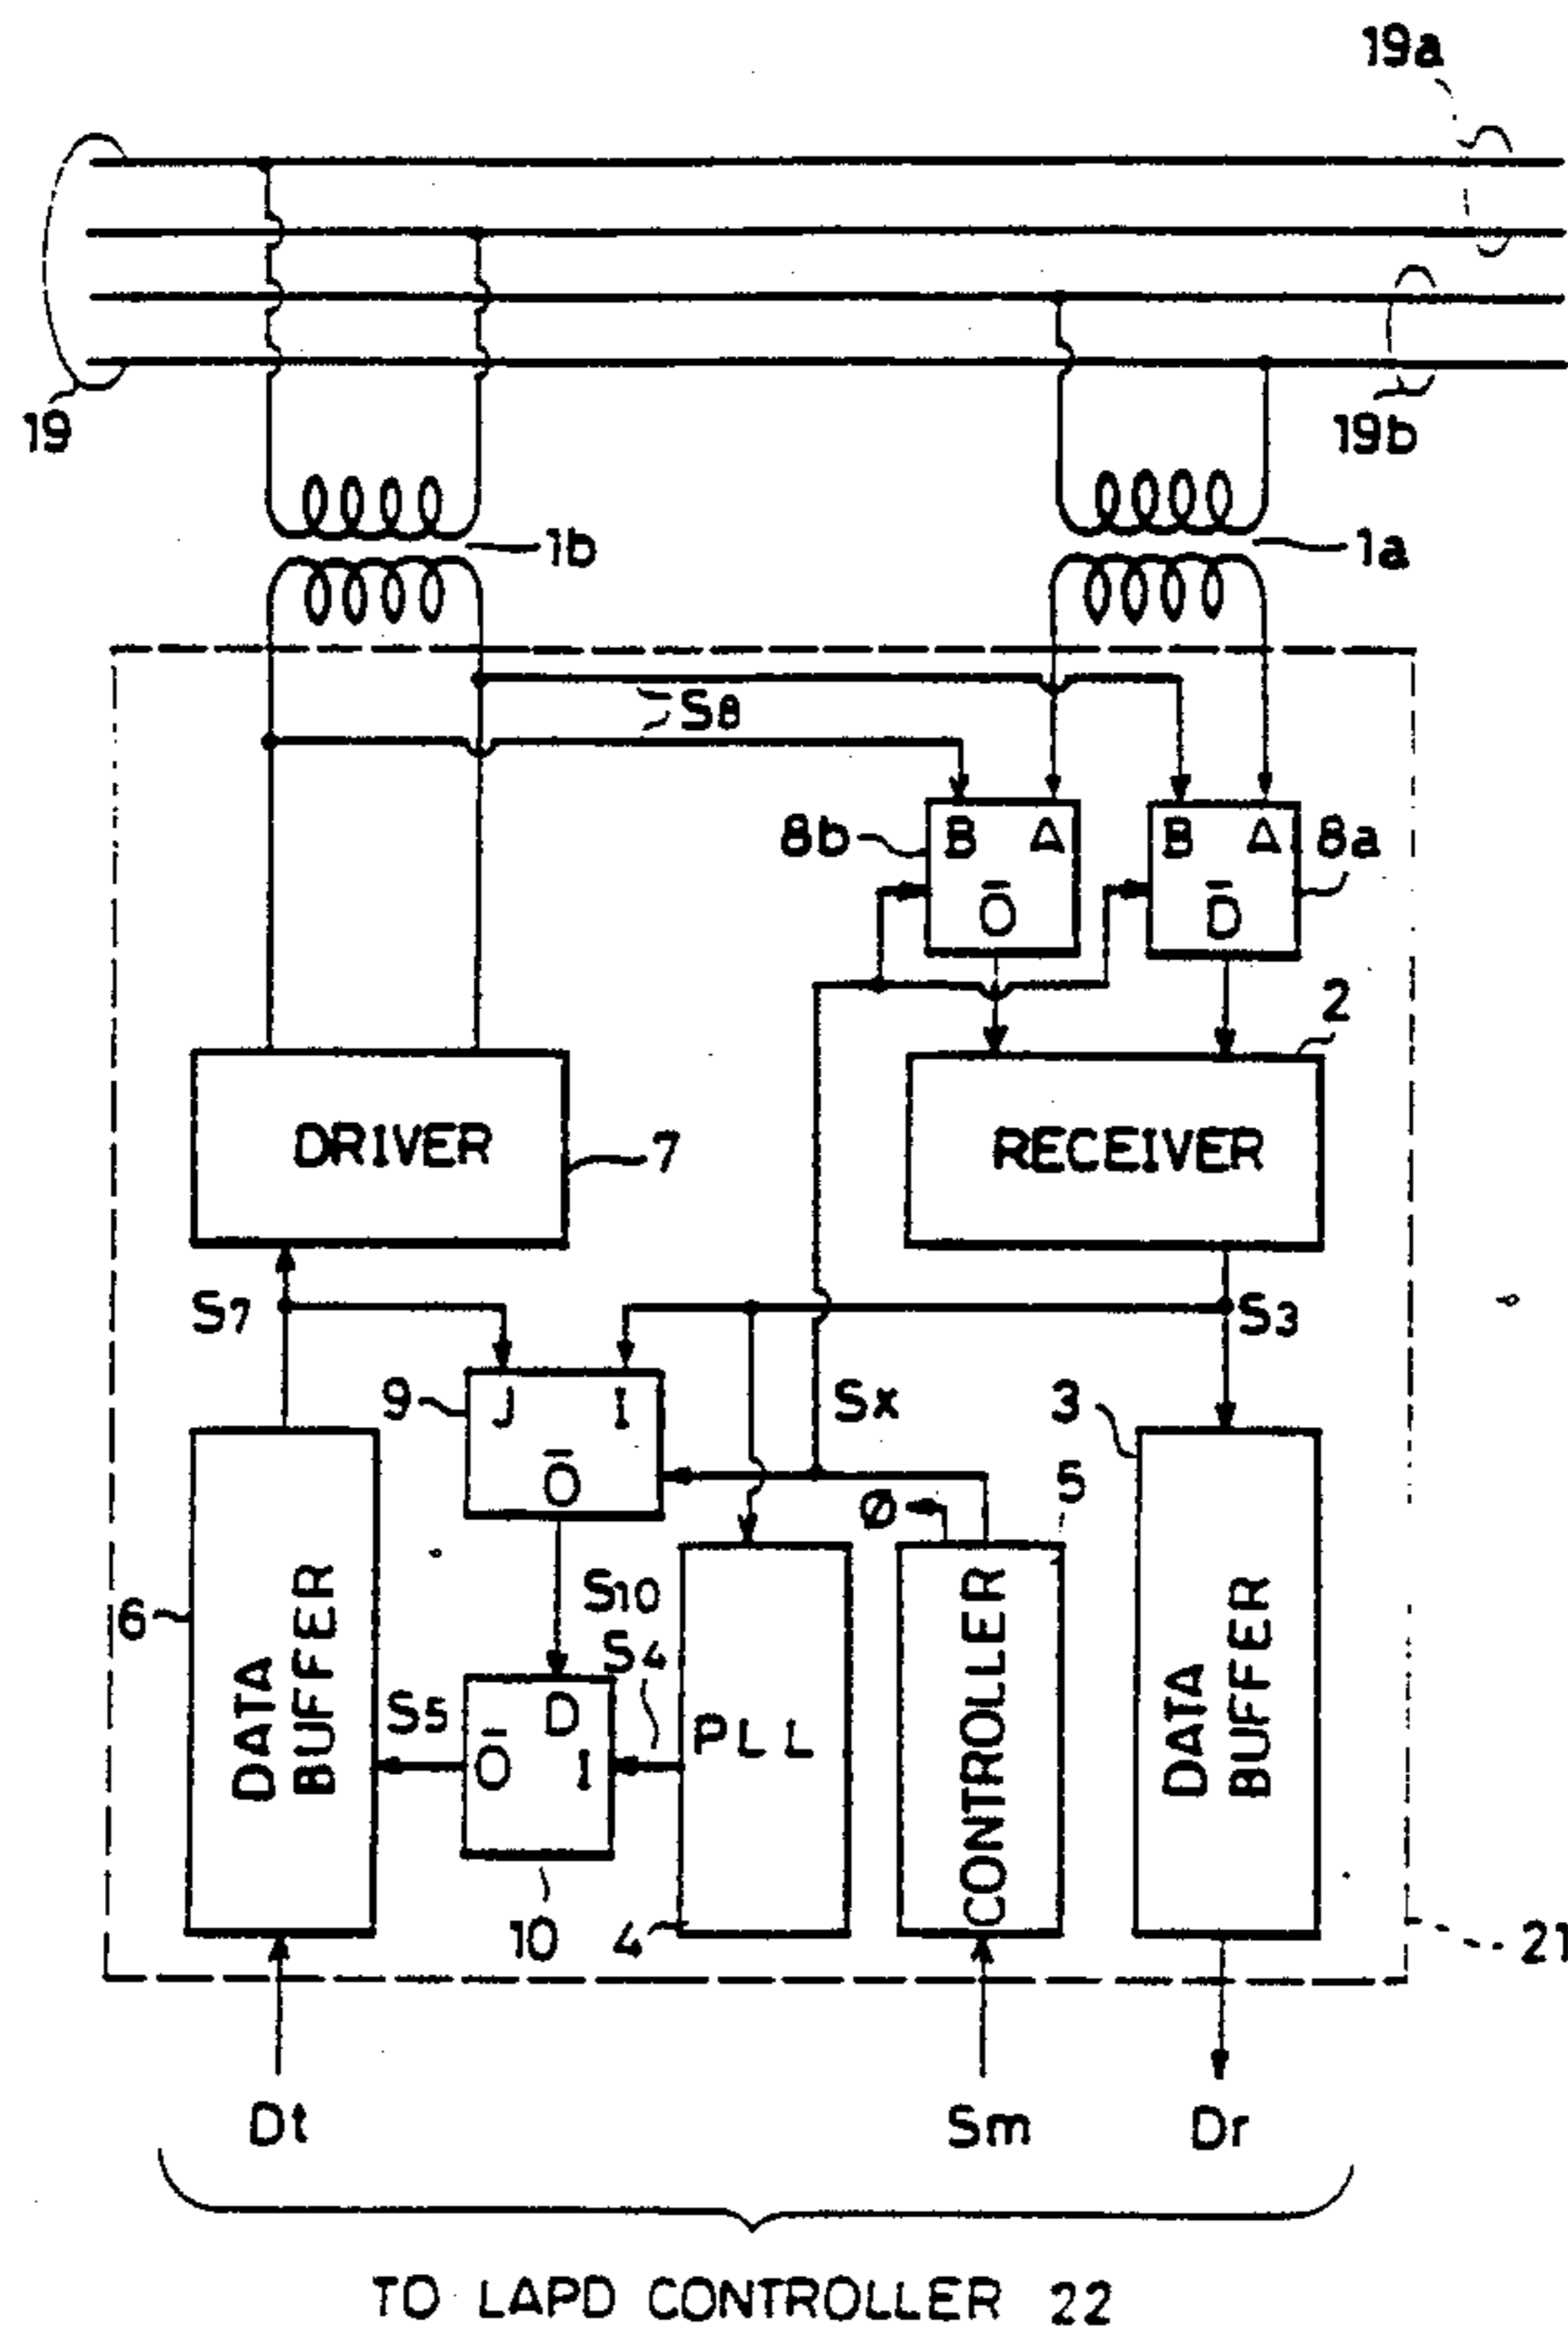 19a
19
19b
1b
1a
S8
8b
B A
Ō
B A
D̄
8a
2
DRIVER
7
RECEIVER
S7
S3
9
J I
Ō
Sx
3
5
Ø
6
DATA BUFFER
S10
S4
S5
D
Ō I
PLL
CONTROLLER
DATA BUFFER
10
4
21
Dt
Sm
Dr
TO LAPD CONTROLLER 22